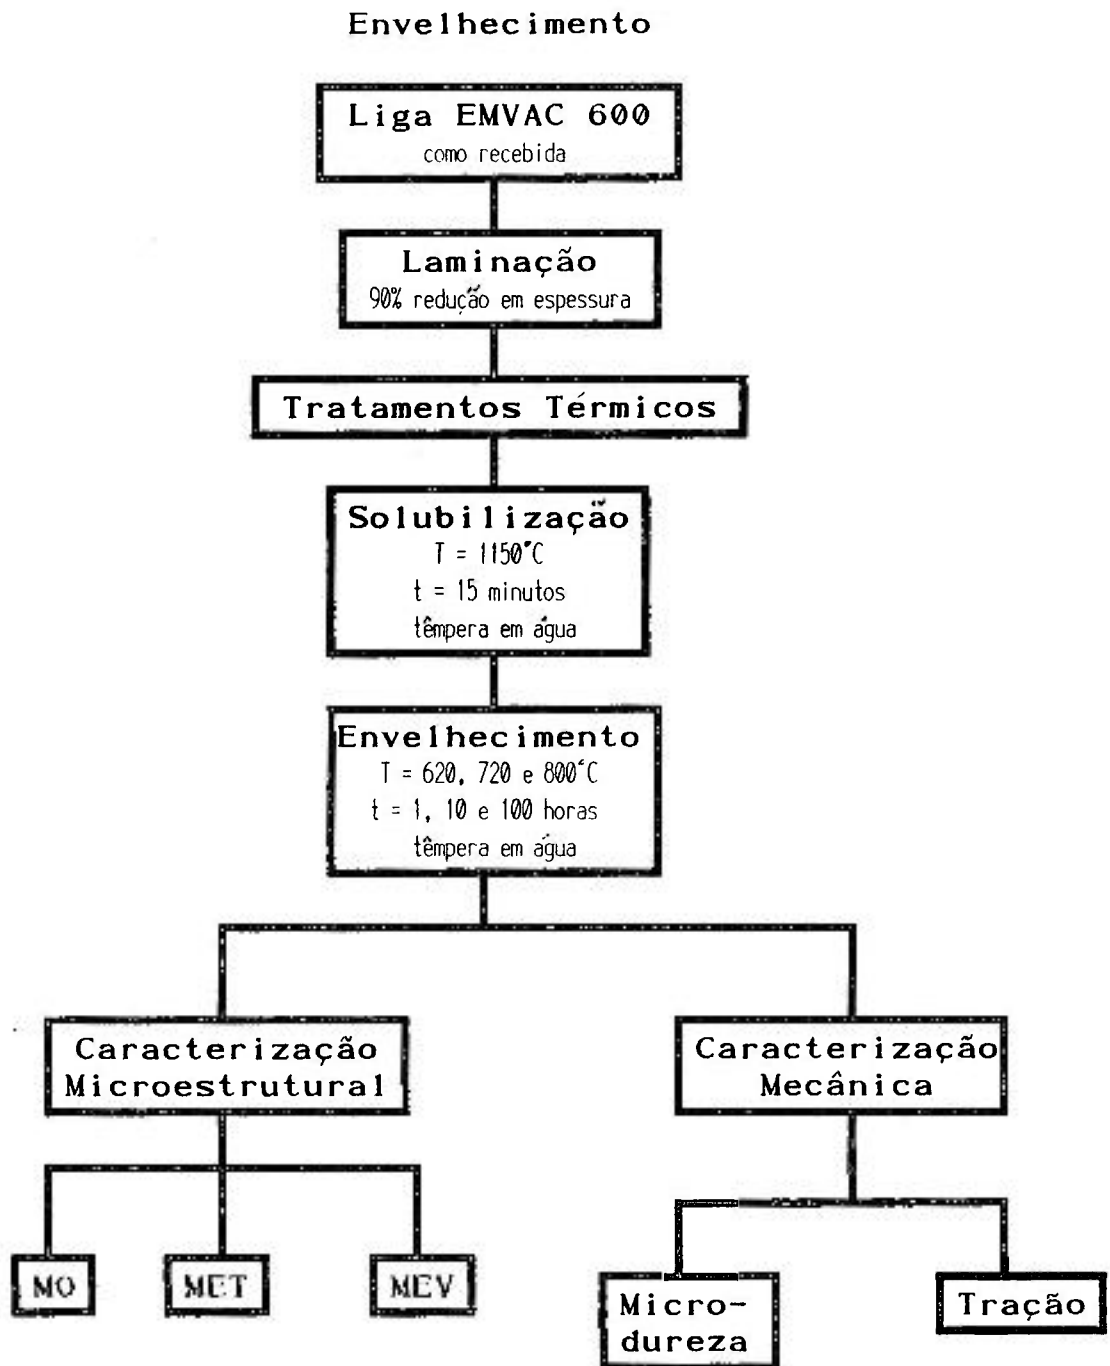 Envelhecimento
Liga EMVAC 600
como recebida
Laminação
90% redução em espessura
Tratamentos Térmicos
Solubilização
T = 1150°C
t = 15 minutos
têmpera em água
Envelhecimento
T = 620, 720 e 800°C
t = 1, 10 e 100 horas
têmpera em água
Caracterização
Microestrutural
Caracterização
Mecânica
MO
MET
MEV
Micro-
dureza
Tração